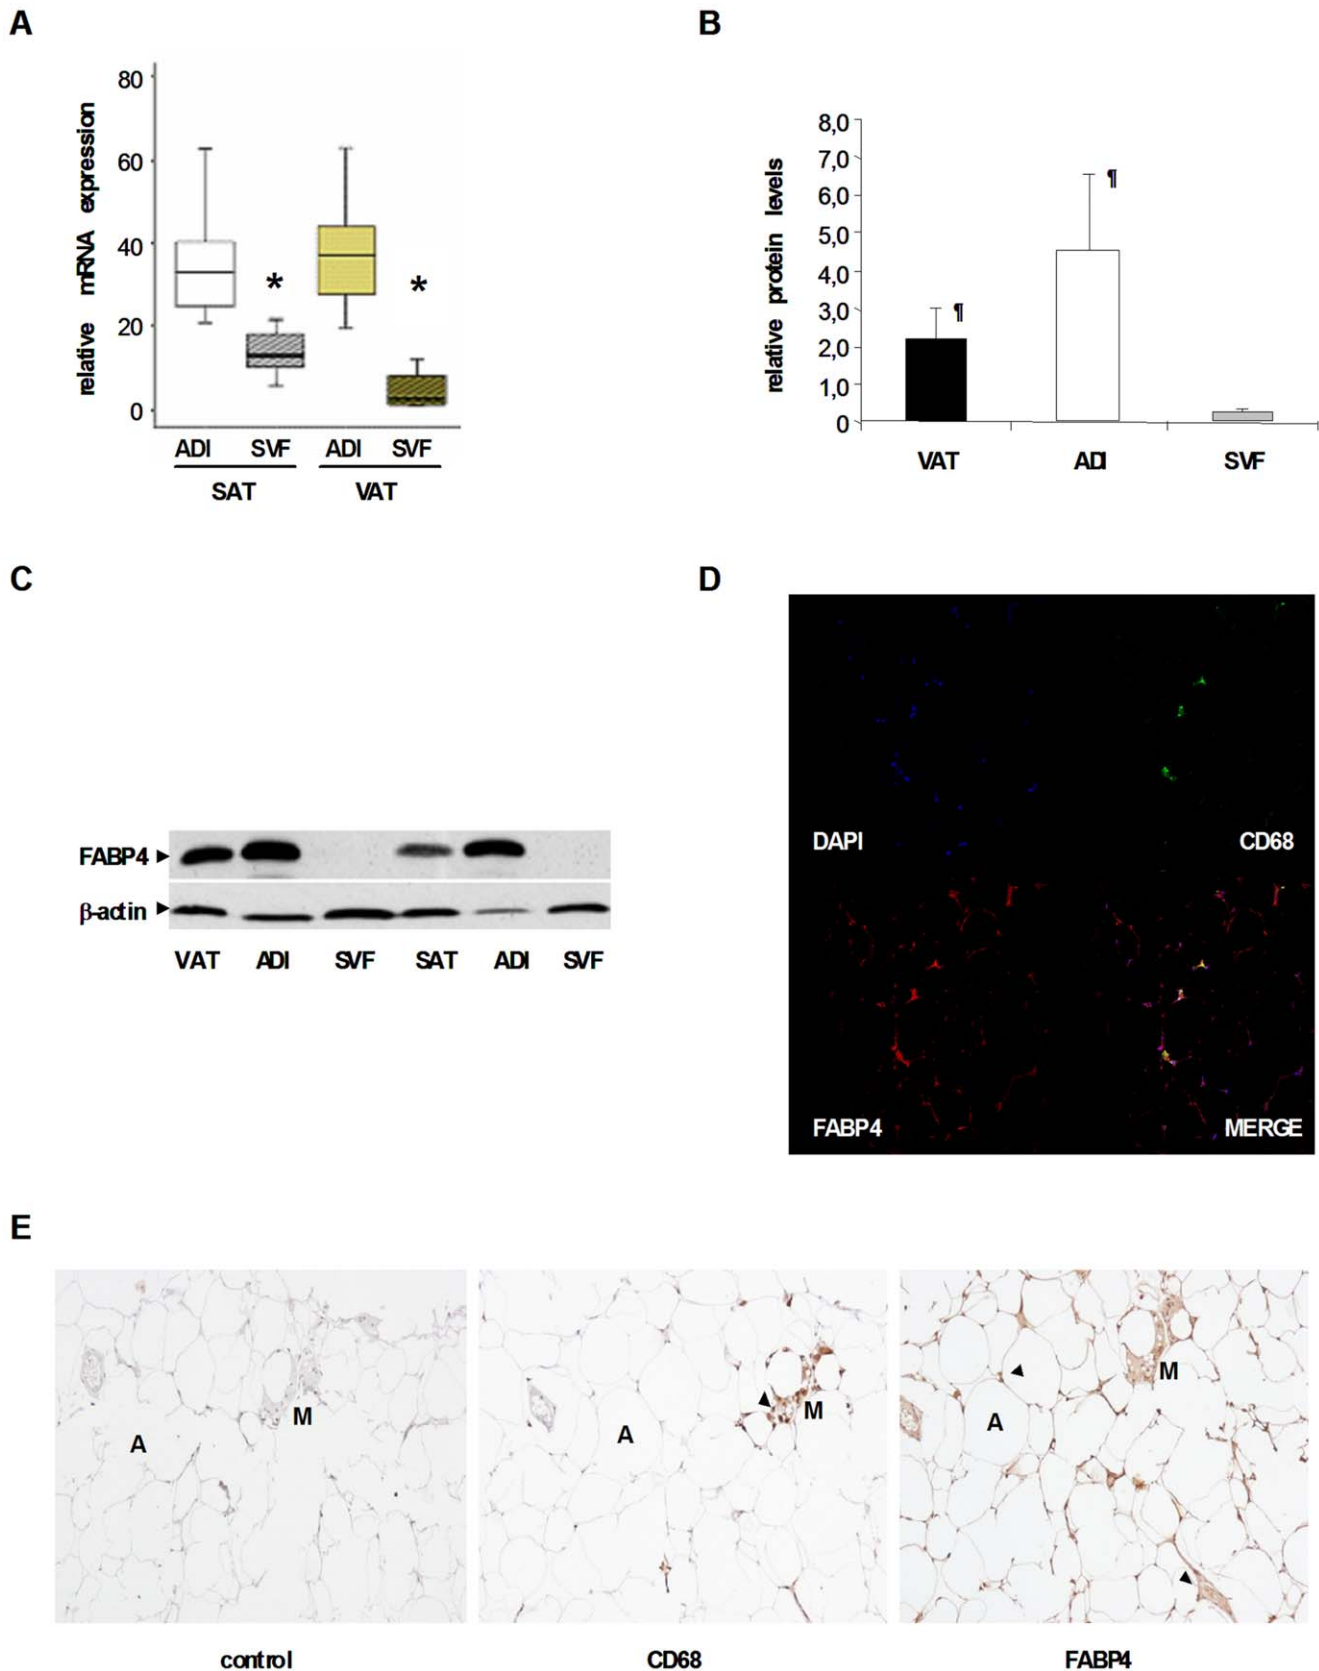 A
relative mRNA expression
80
60
40
20
0
*
*
ADI SVF ADI SVF
SAT VAT
B
relative protein levels
8,0
7,0
6,0
5,0
4,0
3,0
2,0
1,0
0
¶
¶
VAT ADI SVF
C
FABP4
β-actin
VAT ADI SVF SAT ADI SVF
D
DAPI CD68
FABP4 MERGE
E
A M
A M
A M
control CD68 FABP4